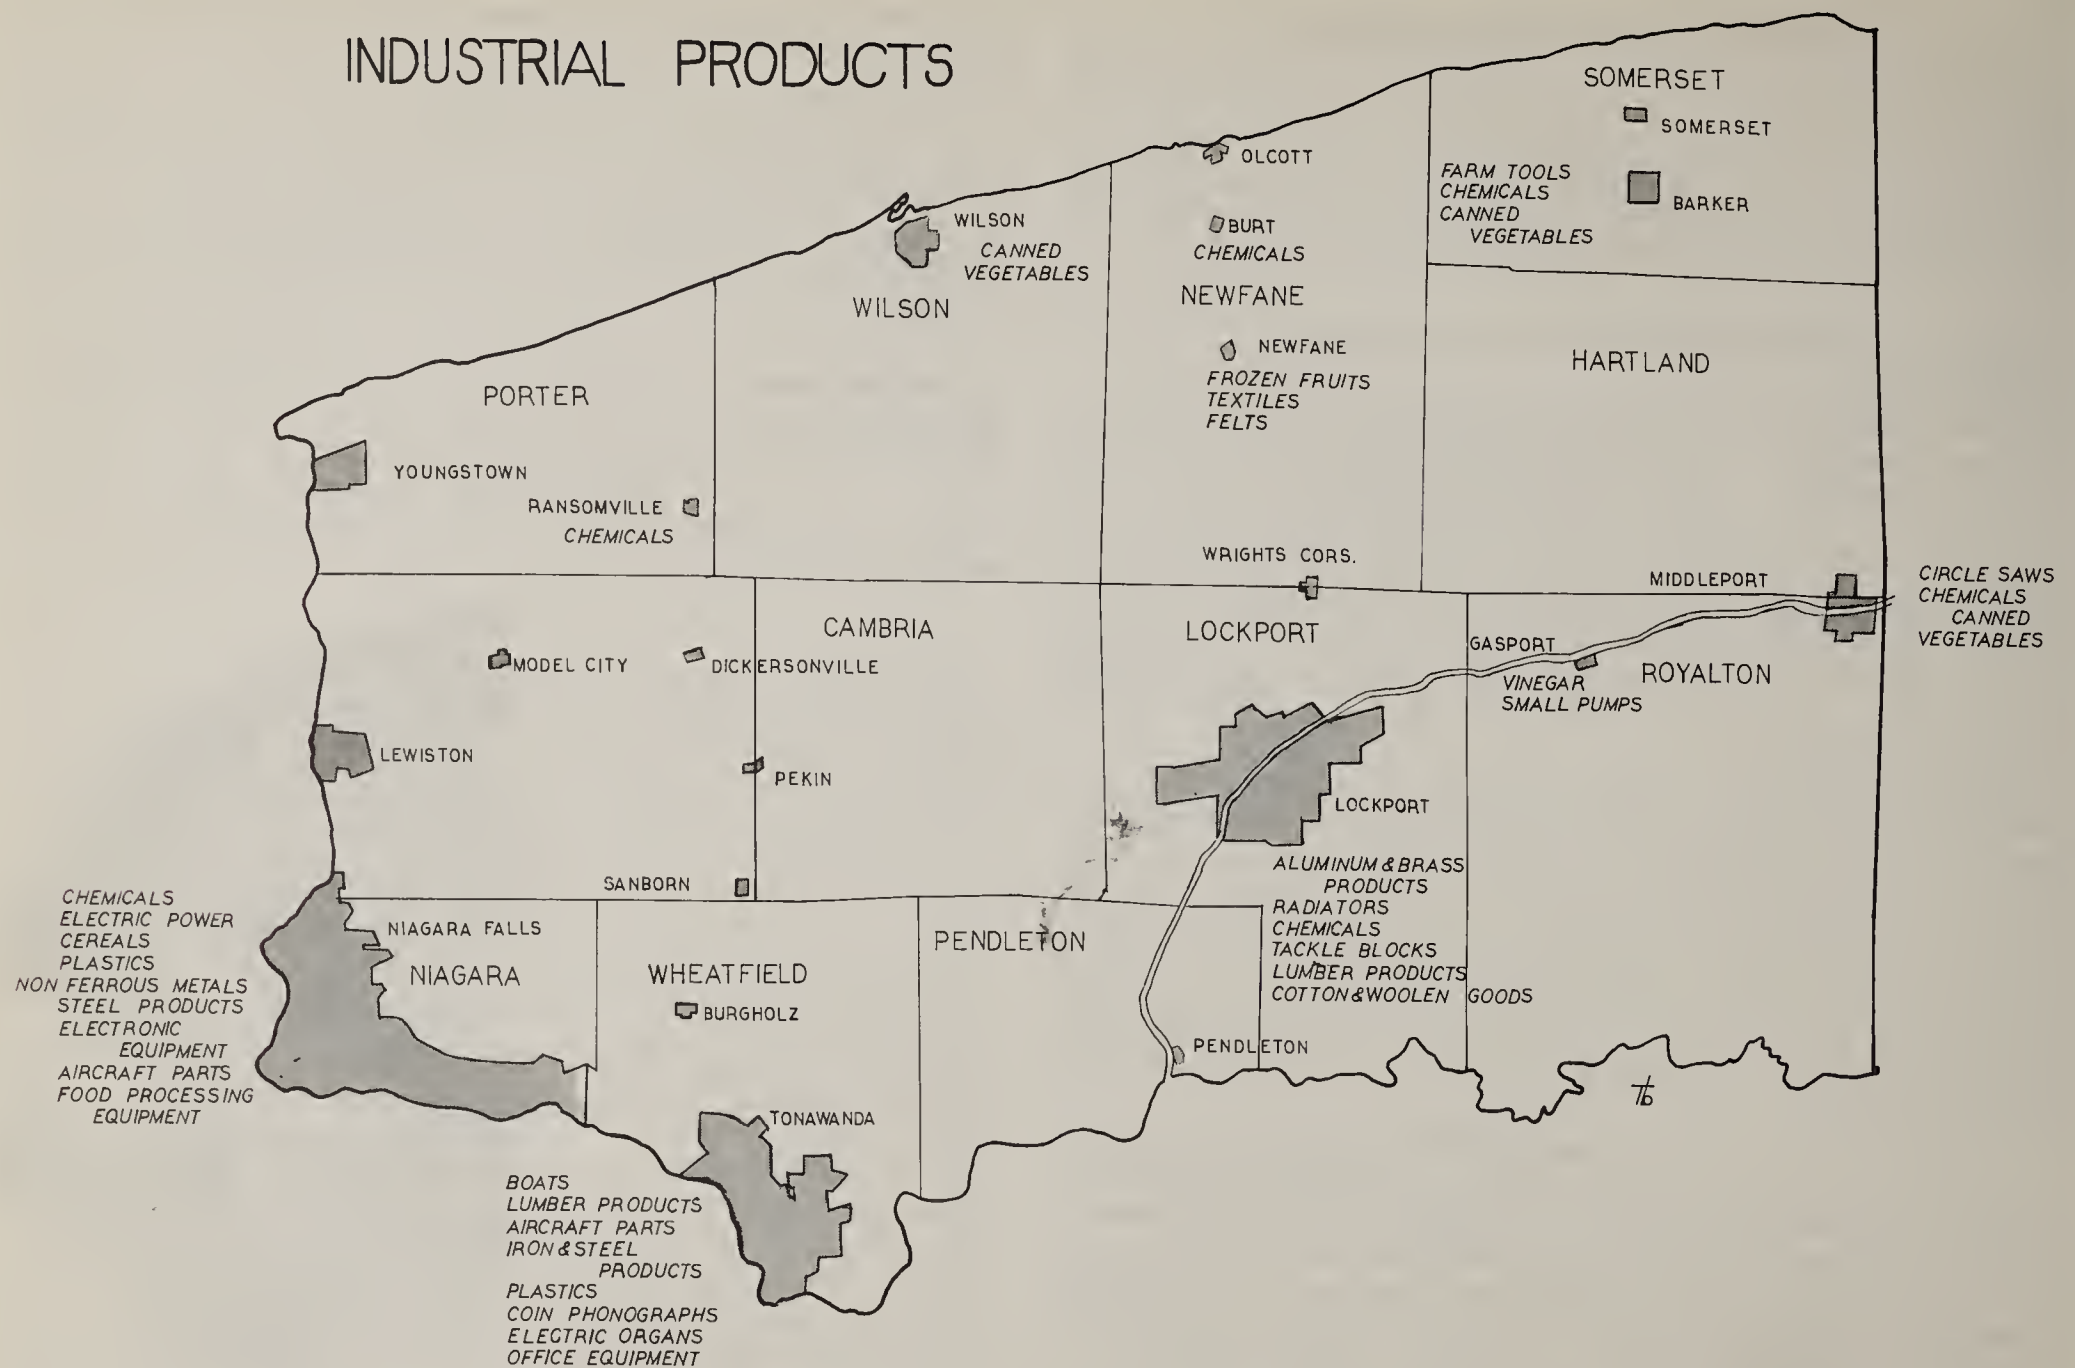 INDUSTRIAL PRODUCTS
SOMERSET
SOMERSET
FARM TOOLS
CHEMICALS
CANNED
VEGETABLES
BARKER
OLCOTT
BURT
CHEMICALS
NEWFANE
NEWFANE
FROZEN FRUITS
TEXTILES
FELTS
WILSON
CANNED
VEGETABLES
WILSON
HARTLAND
PORTER
YOUNGSTOWN
RANSOMVILLE
CHEMICALS
WRIGHTS CORS.
MIDDLEPORT
CIRCLE SAWS
CHEMICALS
CANNED
VEGETABLES
CAMBRIA
LOCKPORT
GASPORT
VINEGAR
SMALL PUMPS
ROYALTON
MODEL CITY
DICKERSONVILLE
LEWISTON
PEKIN
LOCKPORT
ALUMINUM & BRASS
PRODUCTS
RADIATORS
CHEMICALS
TACKLE BLOCKS
LUMBER PRODUCTS
COTTON & WOOLEN GOODS
SANBORN
CHEMICALS
ELECTRIC POWER
CEREALS
PLASTICS
NON FERROUS METALS
STEEL PRODUCTS
ELECTRONIC
EQUIPMENT
AIRCRAFT PARTS
FOOD PROCESSING
EQUIPMENT
NIAGARA FALLS
NIAGARA
WHEATFIELD
BURGHOLZ
PENDLETON
PENDLETON
TONAWANDA
BOATS
LUMBER PRODUCTS
AIRCRAFT PARTS
IRON & STEEL
PRODUCTS
PLASTICS
COIN PHONOGRAPHS
ELECTRIC ORGANS
OFFICE EQUIPMENT